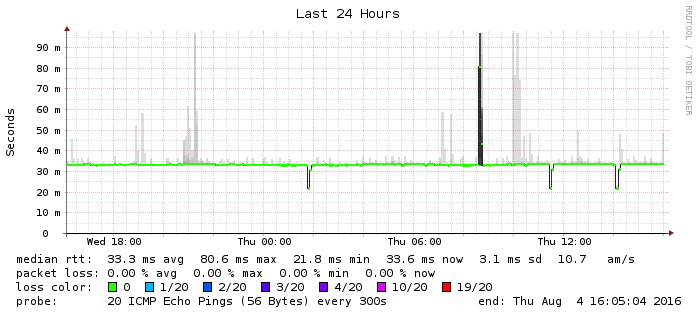 Last 24 Hours
RRDTOOL / TOBI OETIKER
Seconds
90 m
80 m
70 m
60 m
50 m
40 m
30 m
20 m
10 m
0
Wed 18:00 Thu 00:00 Thu 06:00 Thu 12:00
median rtt: 33.3 ms avg 80.6 ms max 21.8 ms min 33.6 ms now 3.1 ms sd 10.7 am/s
packet loss: 0.00 % avg 0.00 % max 0.00 % min 0.00 % now
loss color: 0 1/20 2/20 3/20 4/20 10/20 19/20
probe: 20 ICMP Echo Pings (56 Bytes) every 300s end: Thu Aug 4 16:05:04 2016